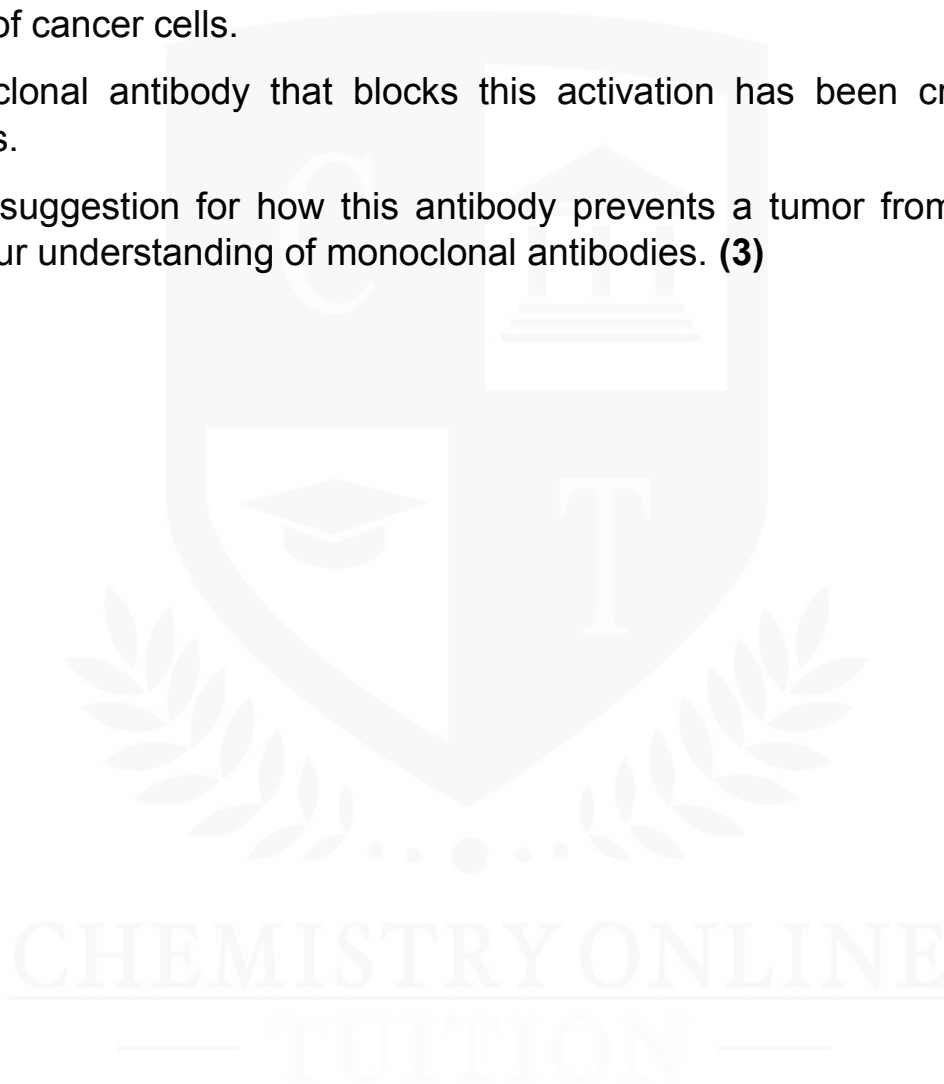 of cancer cells.
clonal antibody that blocks this activation has been cr
s.
suggestion for how this antibody prevents a tumor from
ur understanding of monoclonal antibodies. (3)
C
T
CHEMISTRY ONLINE
TUITION